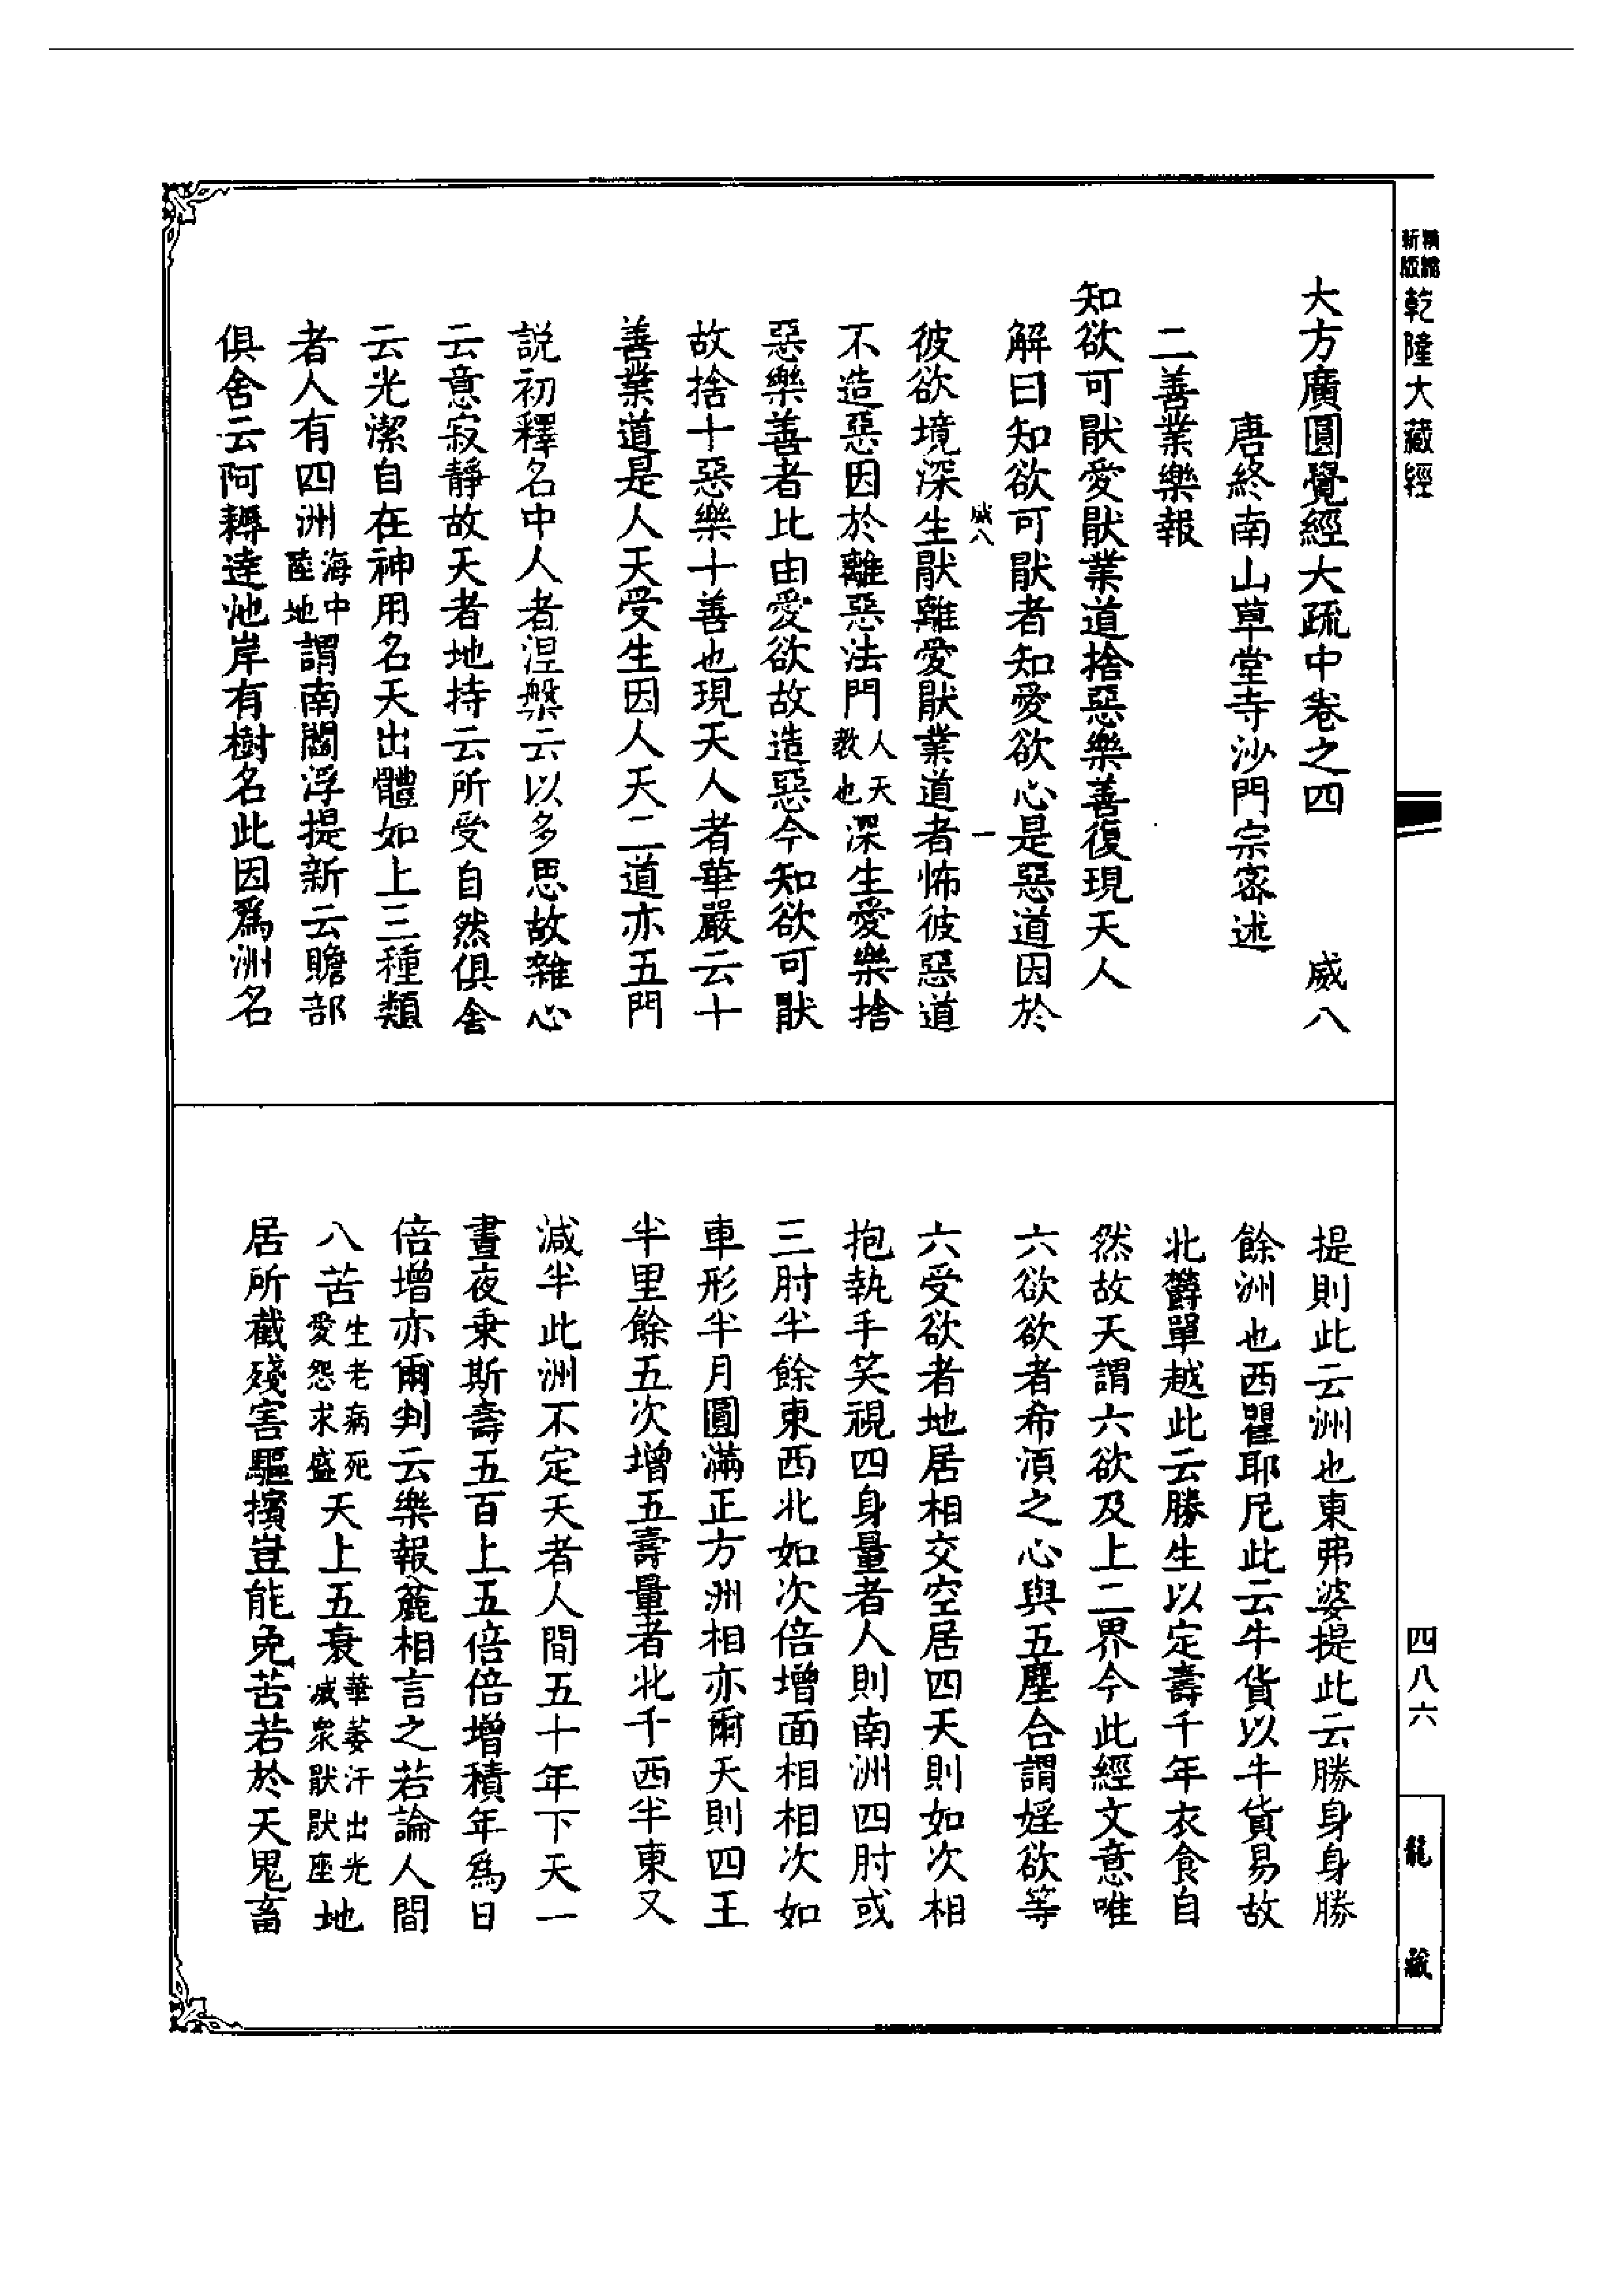 新精
版縮
乾隆大藏經
大方廣圓覺經大疏中卷之四 威八
唐終南山草堂寺沙門宗密述
二善業樂報
知欲可猒愛猒業道捨惡樂善復現天人
解曰知欲可猒者知愛欲心是惡道因於
威八 一
彼欲境深生猒離愛猒業道者怖彼惡道
不造惡因於離惡法門人天教也深生愛樂捨
惡樂善者比由愛欲故造惡今知欲可猒
故捨十惡樂十善也現天人者華嚴云十
善業道是人天受生因人天二道亦五門
説初釋名中人者涅槃云以多思故雜心
云意寂靜故天者地持云所受自然俱舍
云光潔自在神用名天出體如上三種類
者人有四洲海中陸地謂南閻浮提新云贍部
俱舍云阿耨達池岸有樹名此因爲洲名
提則此云洲也東弗婆提此云勝身身勝
餘洲也西瞿耶尼此云牛貨以牛貨易故
北欝單越此云勝生以定壽千年衣食自
然故天謂六欲及上二界今此經文意唯
六欲欲者希湏之心與五塵合謂婬欲等
六受欲者地居相交空居四天則如次相
抱執手笑視四身量者人則南洲四肘或
三肘半餘東西北如次倍增面相相次如
車形半月圓滿正方洲相亦爾天則四王
半里餘五次增五壽量者北千西半東又
減半此洲不定天者人間五十年下天一
晝夜乗斯壽五百上五倍倍增積年爲日
倍增亦爾判云樂報麄相言之若論人間
八苦生老病死愛怨求盛天上五衰華萎汗出光減衆猒猒座地
居所截殘害驅擯豈能免苦若於天鬼畜
四八六
龍藏